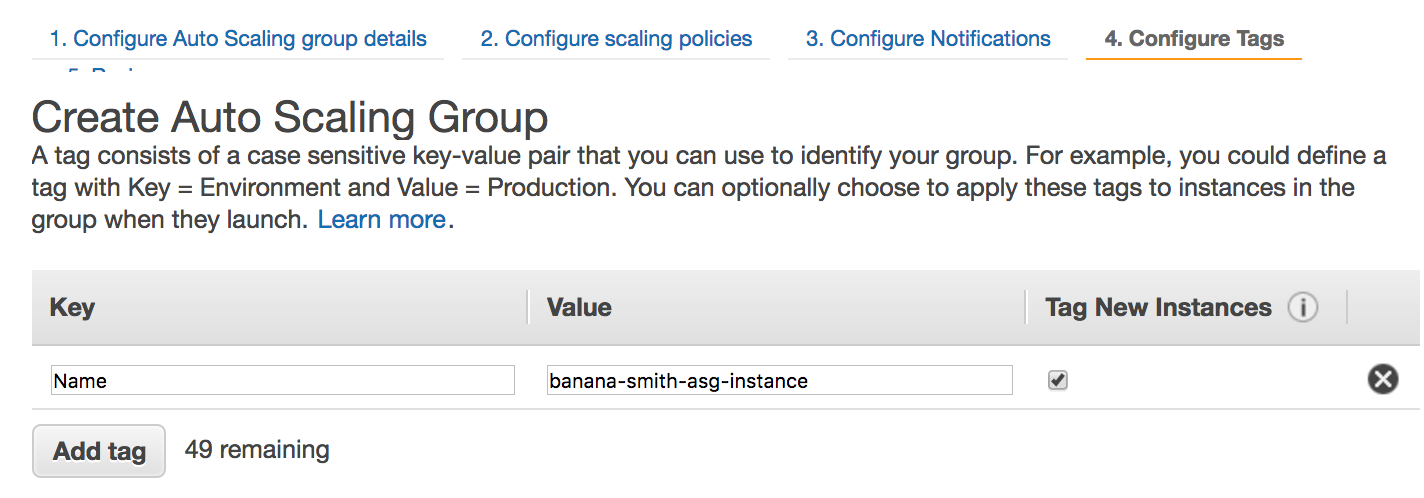 1. Configure Auto Scaling group details 2. Configure scaling policies 3. Configure Notifications 4. Configure Tags
Create Auto Scaling Group
A tag consists of a case sensitive key-value pair that you can use to identify your group. For example, you could define a
tag with Key = Environment and Value = Production. You can optionally choose to apply these tags to instances in the
group when they launch. Learn more.
Key Value Tag New Instances i
Name banana-smith-asg-instance
Add tag 49 remaining